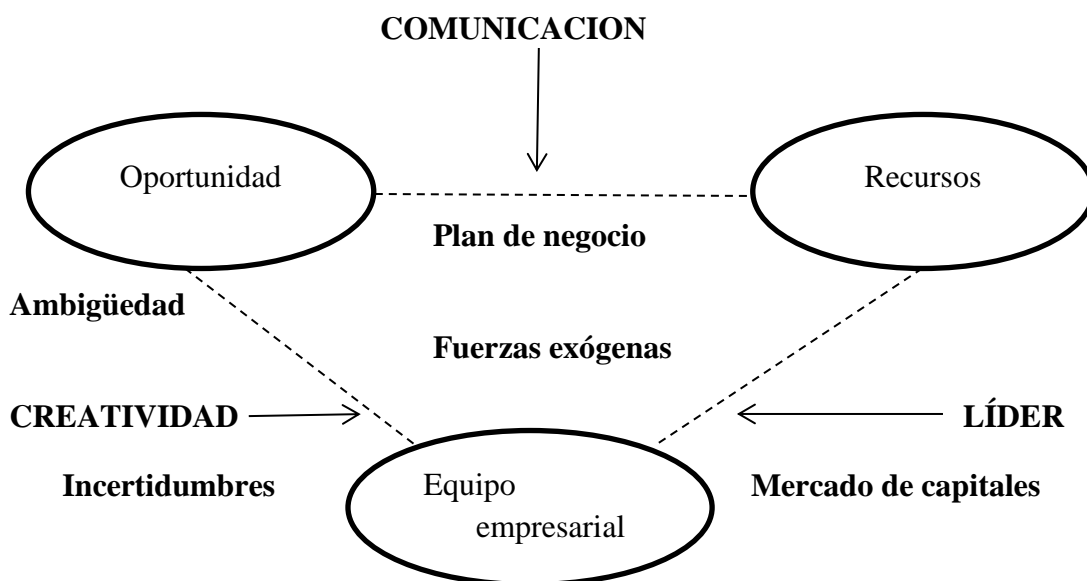 COMUNICACION
Oportunidad
Recursos
Plan de negocio
Ambigüedad
Fuerzas exógenas
CREATIVIDAD
LÍDER
Incertidumbres
Equipo
empresarial
Mercado de capitales